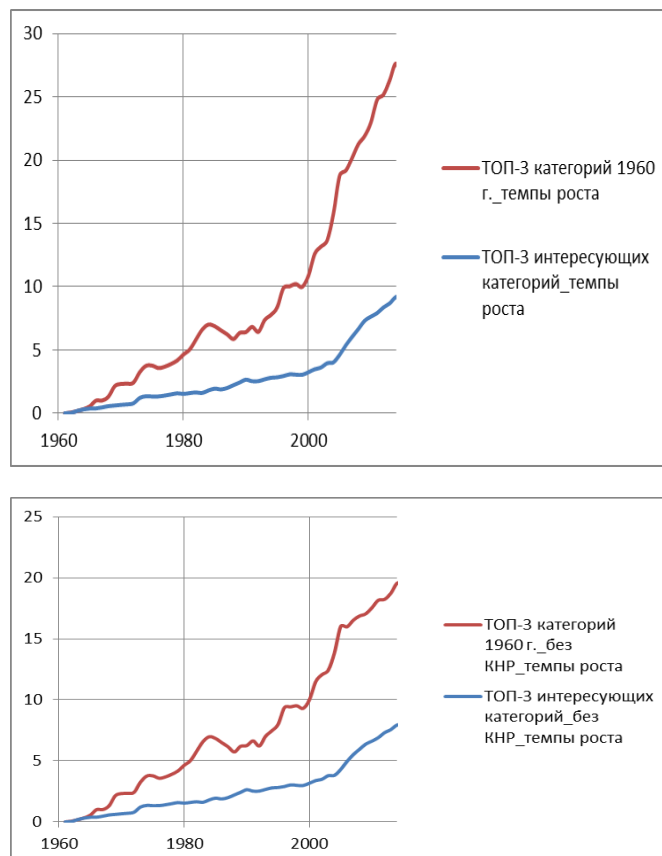 30
25
20
15
10
5
0
1960
1980
2000
ТОП-3 категорий 1960
г._темпы роста
ТОП-3 интересующих
категорий_темпы
роста
25
20
15
10
5
0
1960
1980
2000
ТОП-3 категорий
1960 г._без
КНР_темпы роста
ТОП-3 интересующих
категорий_без
КНР_темпы роста